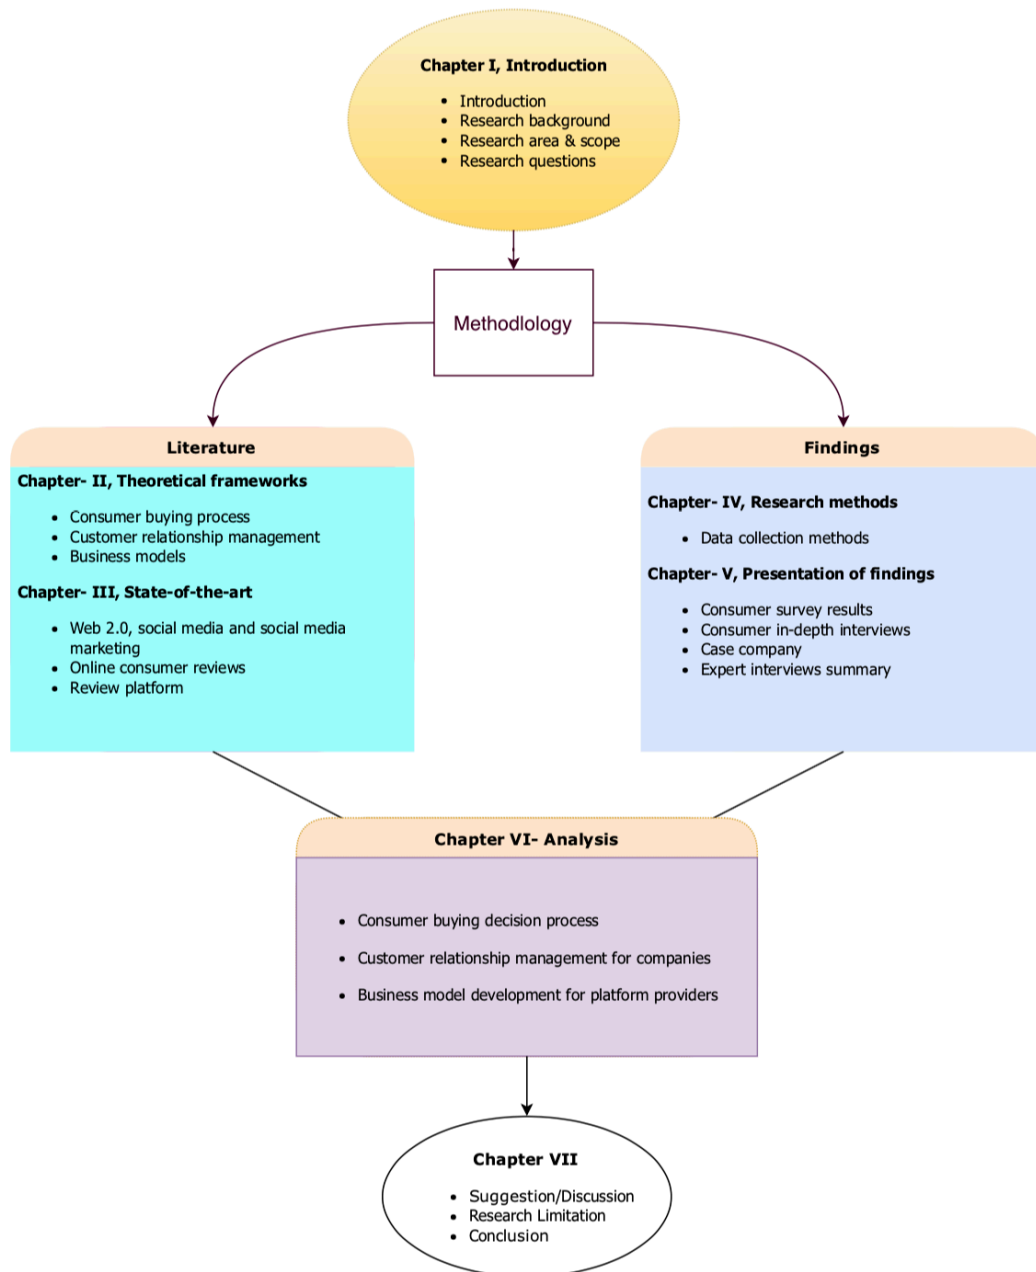 Chapter I, Introduction
• Introduction
• Research background
• Research area & scope
• Research questions
Methodlology
Literature
Chapter- II, Theoretical frameworks
• Consumer buying process
• Customer relationship management
• Business models
Chapter- III, State-of-the-art
• Web 2.0, social media and social media
marketing
• Online consumer reviews
• Review platform
Findings
Chapter- IV, Research methods
• Data collection methods
Chapter- V, Presentation of findings
• Consumer survey results
• Consumer in-depth interviews
• Case company
• Expert interviews summary
Chapter VI- Analysis
• Consumer buying decision process
• Customer relationship management for companies
• Business model development for platform providers
Chapter VII
• Suggestion/Discussion
• Research Limitation
• Conclusion